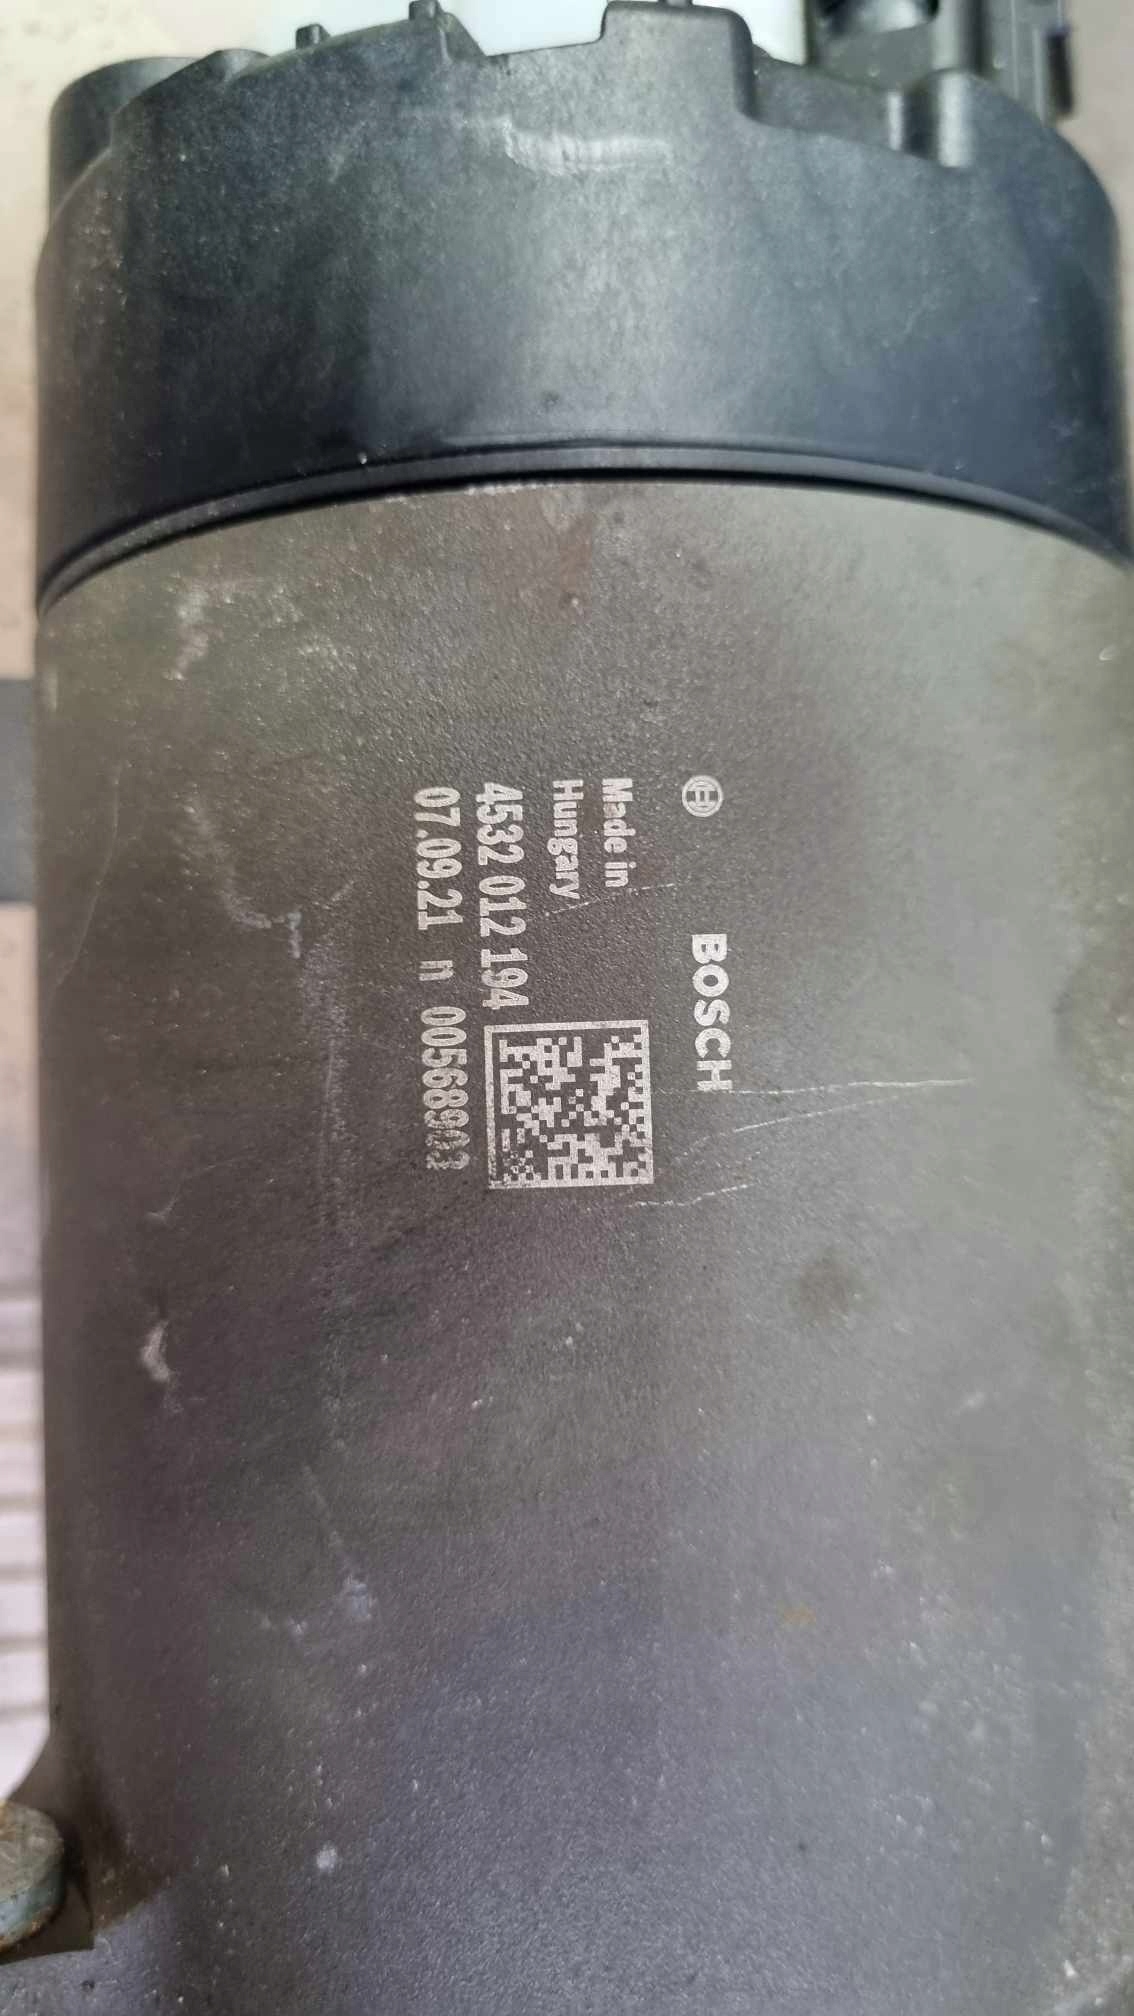 BOSCH
Made in
Hungary
4532 012 194
07.09.21 n 00568903